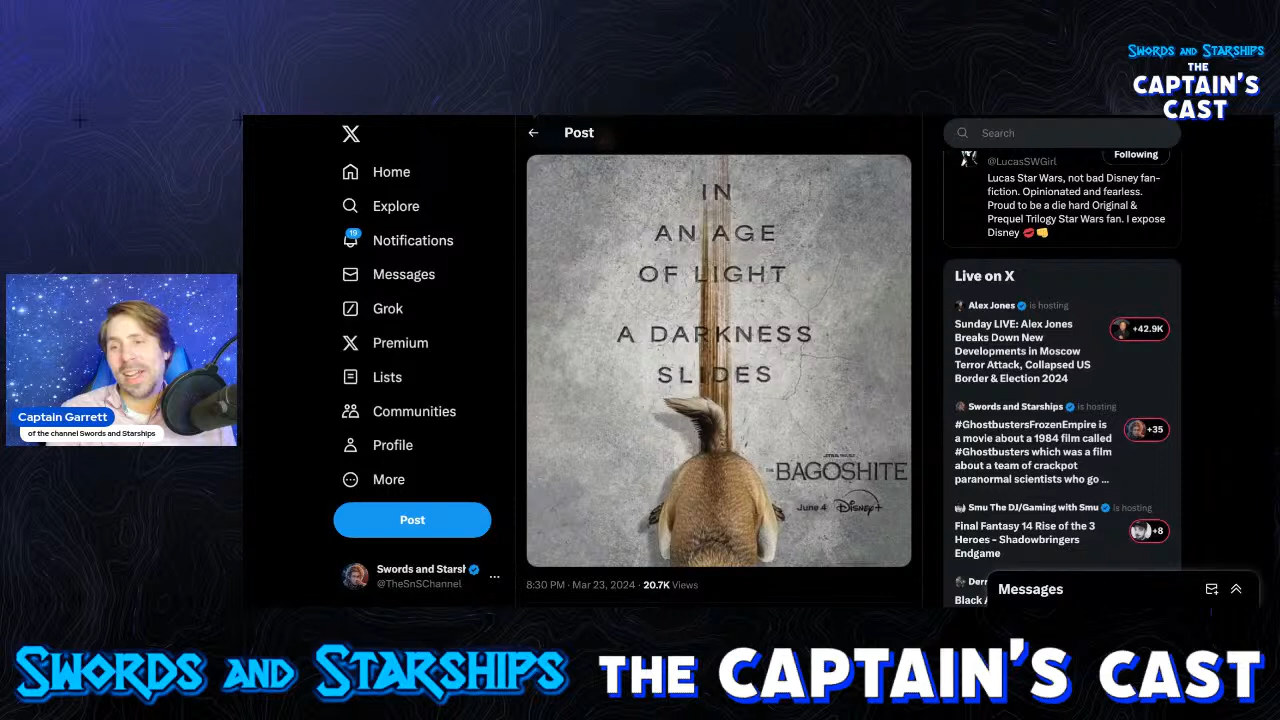 SWORDS AND STARSHIPS
THE
CAPTAIN'S
CAST
X
Home
Explore
19
Notifications
Messages
Grok
Premium
Lists
Communities
Profile
More
Post
Swords and Starsh
@TheSnSChannel
Post
IN
AN AGE
OF LIGHT
A DARKNESS
SLIDES
STAR WARS
THE BAGOSHITE
June 4 Disney+
8:30 PM · Mar 23, 2024 · 20.7K Views
Search
@LucasSWGirl
Following
Lucas Star Wars, not bad Disney fan-
fiction. Opinionated and fearless.
Proud to be a die hard Original &
Prequel Trilogy Star Wars fan. I expose
Disney 💋👊
Live on X
Alex Jones is hosting
Sunday LIVE: Alex Jones
Breaks Down New
Developments in Moscow
Terror Attack, Collapsed US
Border & Election 2024
+42.9K
Swords and Starships is hosting
#GhostbustersFrozenEmpire is
a movie about a 1984 film called
#Ghostbusters which was a film
about a team of crackpot
paranormal scientists who go ...
+35
Smu The DJ/Gaming with Smu is hosting
Final Fantasy 14 Rise of the 3
Heroes - Shadowbringers
Endgame
+8
Derr
Black A
Messages
Captain Garrett
of the channel Swords and Starships
SWORDS AND STARSHIPS THE CAPTAIN'S CAST